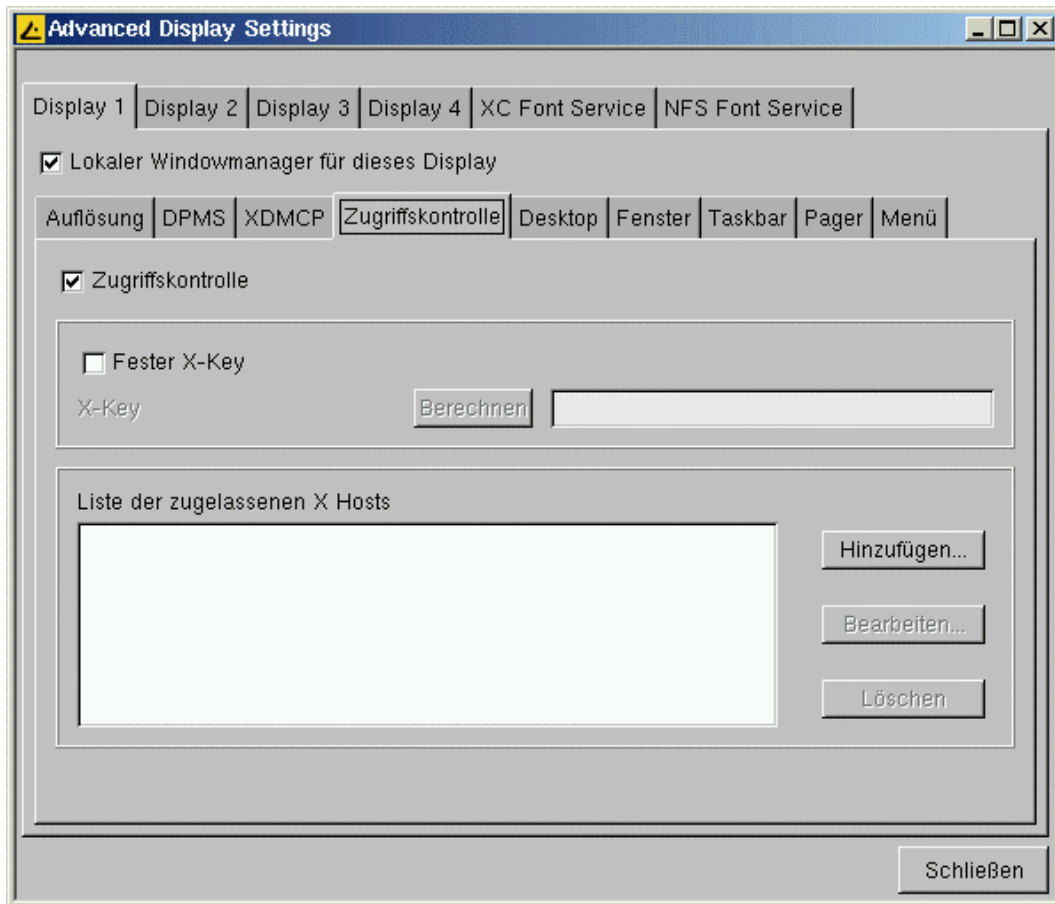 Advanced Display Settings
Display 1 Display 2 Display 3 Display 4 XC Font Service NFS Font Service
Lokaler Windowmanager für dieses Display
Auflösung DPMS XDMCP Zugriffskontrolle Desktop Fenster Taskbar Pager Menü
Zugriffskontrolle
Fester X-Key
X-Key Berechnen
Liste der zugelassenen X Hosts
Hinzufügen...
Bearbeiten...
Löschen
Schließen